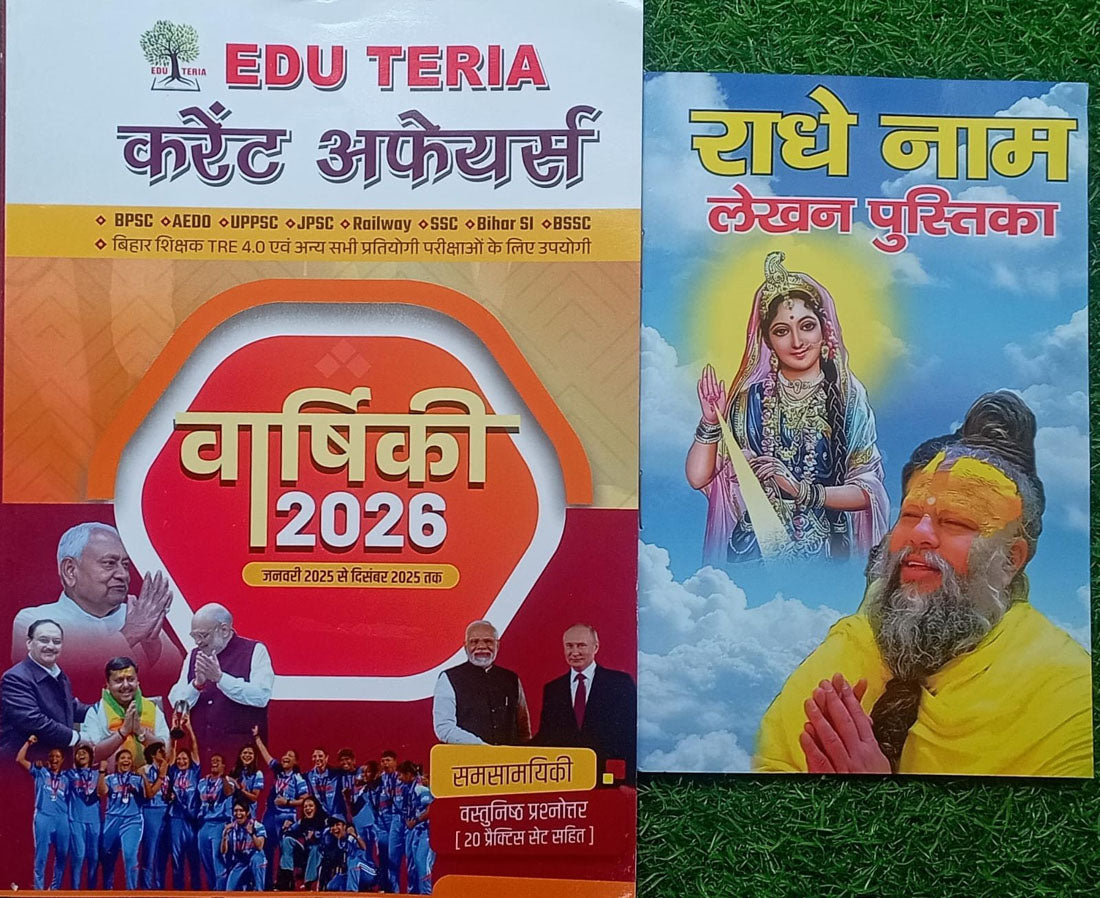 EDU TERIA
EDU TERIA
करेंट अफेयर्स
BPSC AEDO UPPSC JPSC Railway SSC Bihar SI BSSC
बिहार शिक्षक TRE 4.0 एवं अन्य सभी प्रतियोगी परीक्षाओं के लिए उपयोगी
वार्षिकी
2026
जनवरी 2025 से दिसंबर 2025 तक
समसामयिकी
वस्तुनिष्ठ प्रश्नोत्तर
[ 20 प्रैक्टिस सेट सहित ]
राधे नाम
लेखन पुस्तिका